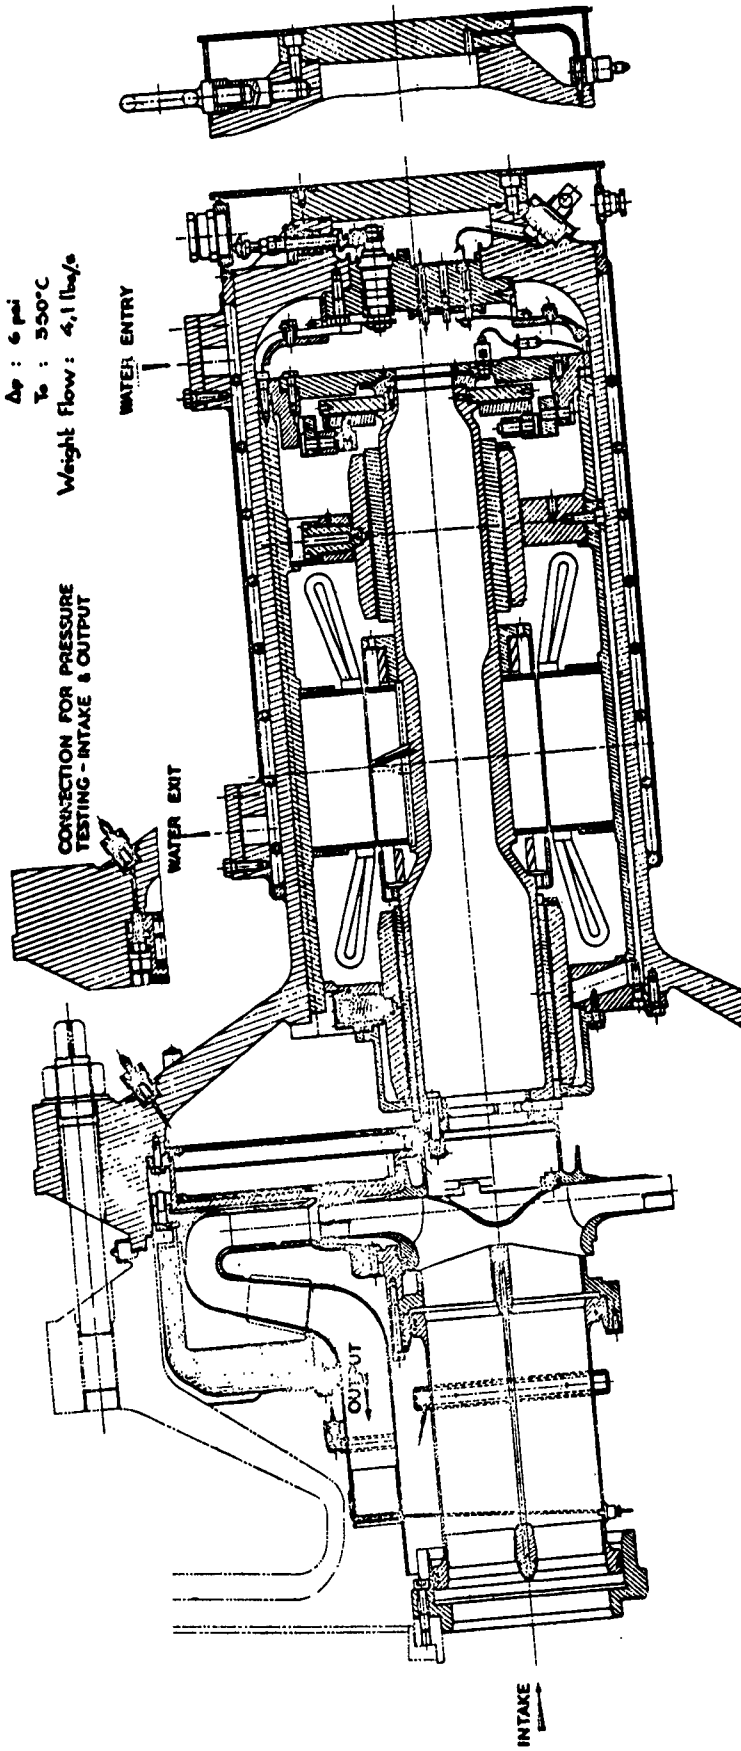 Δp : 6 psi
To : 350°C
Weight Flow : 4,1 lbs/s
WATER ENTRY
CONNECTION FOR PRESSURE
TESTING - INTAKE & OUTPUT
WATER EXIT
OUTPUT
INTAKE